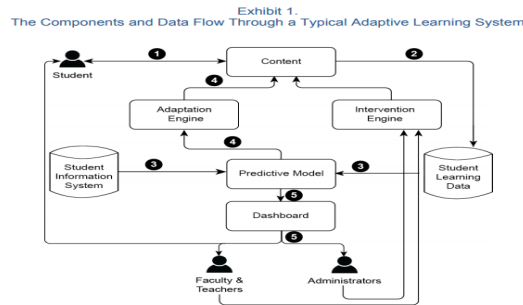 Exhibit 1.
The Components and Data Flow Through a Typical Adaptive Learning System
1
2
Student
Content
4
Adaptation
Engine
Intervention
Engine
4
Student
Information
System
3
Predictive Model
3
Student
Learning
Data
5
Dashboard
5
Faculty &
Teachers
Administrators